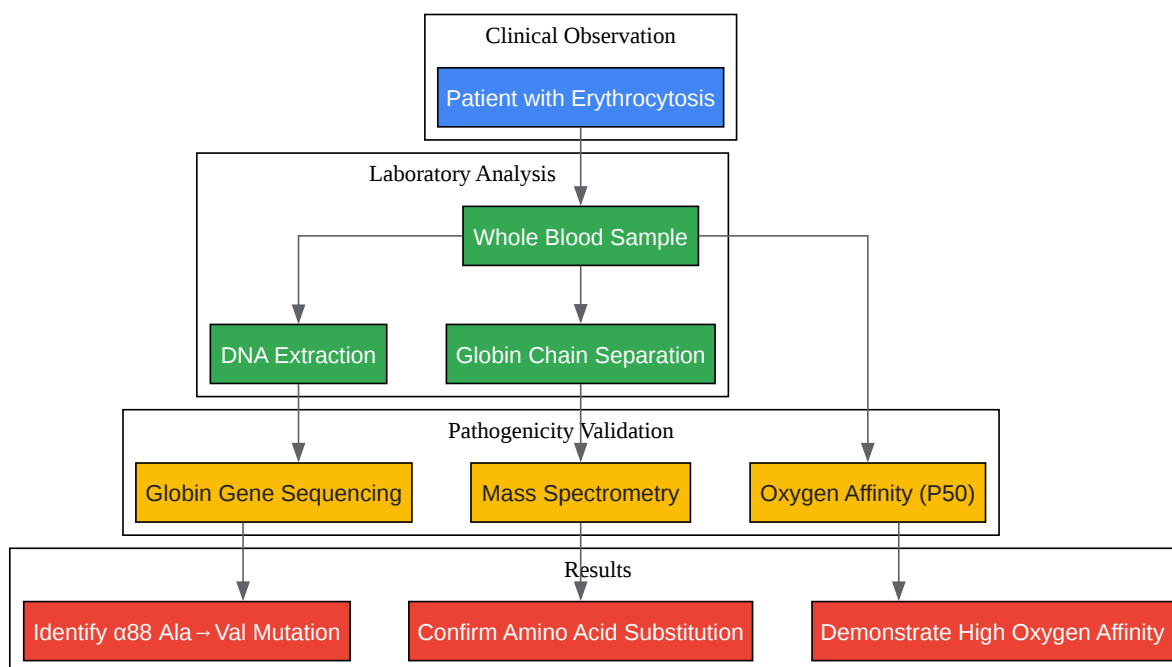 Clinical Observation
Patient with Erythrocytosis
Laboratory Analysis
Whole Blood Sample
DNA Extraction
Globin Chain Separation
Pathogenicity Validation
Globin Gene Sequencing
Mass Spectrometry
Oxygen Affinity (P50)
Results
Identify α88 Ala→Val Mutation
Confirm Amino Acid Substitution
Demonstrate High Oxygen Affinity